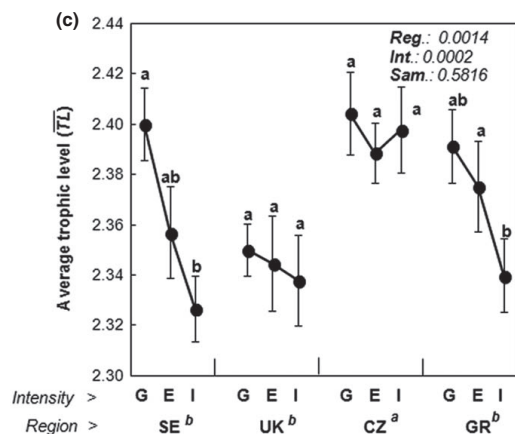 (c)
2.44
2.42
2.40
2.38
2.36
2.34
2.32
2.30
Average trophic level (TL)
Reg.: 0.0014
Int.: 0.0002
Sam.: 0.5816
a ab b
a a a
a a a
ab a b
Intensity > G E I G E I G E I G E I
Region > SE b UK b CZ a GR b